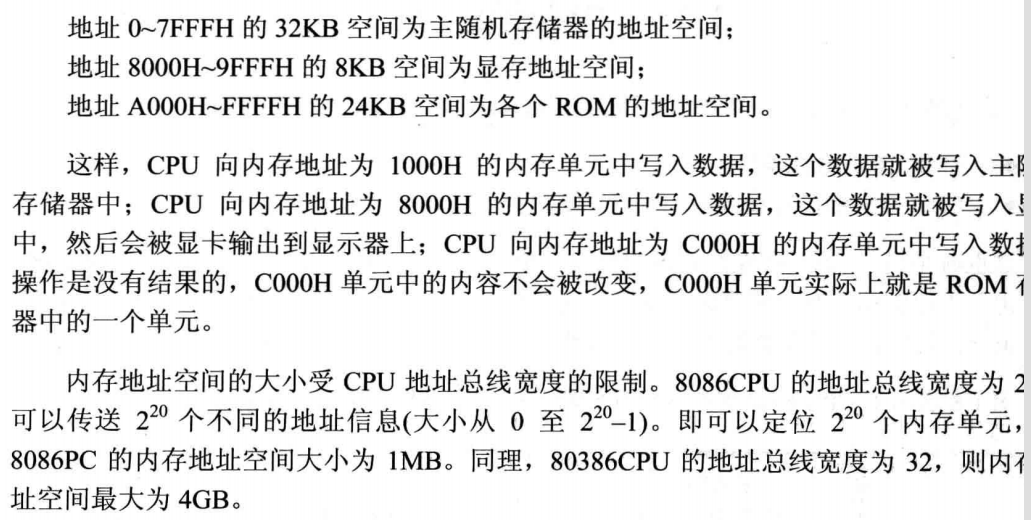 地址 0~7FFFH 的 32KB 空间为主随机存储器的地址空间；
地址 8000H~9FFFH 的 8KB 空间为显存地址空间；
地址 A000H~FFFFH 的 24KB 空间为各个 ROM 的地址空间。
这样，CPU 向内存地址为 1000H 的内存单元中写入数据，这个数据就被写入主
存储器中；CPU 向内存地址为 8000H 的内存单元中写入数据，这个数据就被写入
中，然后会被显卡输出到显示器上；CPU 向内存地址为 C000H 的内存单元中写入数
操作是没有结果的，C000H 单元中的内容不会被改变，C000H 单元实际上就是 ROM
器中的一个单元。
内存地址空间的大小受 CPU 地址总线宽度的限制。8086CPU 的地址总线宽度为 2
可以传送 2²⁰ 个不同的地址信息(大小从 0 至 2²⁰–1)。即可以定位 2²⁰ 个内存单元，
8086PC 的内存地址空间大小为 1MB。同理，80386CPU 的地址总线宽度为 32，则内
址空间最大为 4GB。